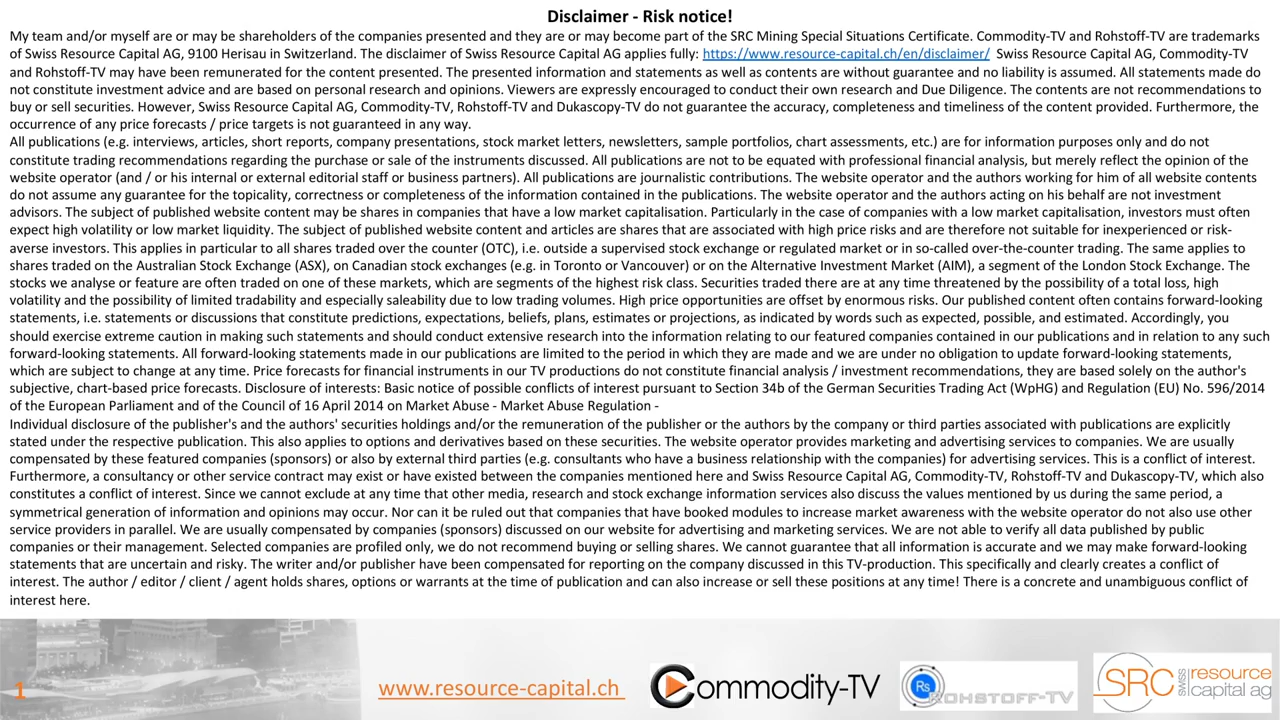 Disclaimer - Risk notice!
My team and/or myself are or may be shareholders of the companies presented and they are or may become part of the SRC Mining Special Situations Certificate. Commodity-TV and Rohstoff-TV are trademarks
of Swiss Resource Capital AG, 9100 Herisau in Switzerland. The disclaimer of Swiss Resource Capital AG applies fully: https://www.resource-capital.ch/en/disclaimer/ Swiss Resource Capital AG, Commodity-TV
and Rohstoff-TV may have been remunerated for the content presented. The presented information and statements as well as contents are without guarantee and no liability is assumed. All statements made do
not constitute investment advice and are based on personal research and opinions. Viewers are expressly encouraged to conduct their own research and Due Diligence. The contents are not recommendations to
buy or sell securities. However, Swiss Resource Capital AG, Commodity-TV, Rohstoff-TV and Dukascopy-TV do not guarantee the accuracy, completeness and timeliness of the content provided. Furthermore, the
occurrence of any price forecasts / price targets is not guaranteed in any way.
All publications (e.g. interviews, articles, short reports, company presentations, stock market letters, newsletters, sample portfolios, chart assessments, etc.) are for information purposes only and do not
constitute trading recommendations regarding the purchase or sale of the instruments discussed. All publications are not to be equated with professional financial analysis, but merely reflect the opinion of the
website operator (and / or his internal or external editorial staff or business partners). All publications are journalistic contributions. The website operator and the authors working for him of all website contents
do not assume any guarantee for the topicality, correctness or completeness of the information contained in the publications. The website operator and the authors acting on his behalf are not investment
advisors. The subject of published website content may be shares in companies that have a low market capitalisation. Particularly in the case of companies with a low market capitalisation, investors must often
expect high volatility or low market liquidity. The subject of published website content and articles are shares that are associated with high price risks and are therefore not suitable for inexperienced or risk-
averse investors. This applies in particular to all shares traded over the counter (OTC), i.e. outside a supervised stock exchange or regulated market or in so-called over-the-counter trading. The same applies to
shares traded on the Australian Stock Exchange (ASX), on Canadian stock exchanges (e.g. in Toronto or Vancouver) or on the Alternative Investment Market (AIM), a segment of the London Stock Exchange. The
stocks we analyse or feature are often traded on one of these markets, which are segments of the highest risk class. Securities traded there are at any time threatened by the possibility of a total loss, high
volatility and the possibility of limited tradability and especially saleability due to low trading volumes. High price opportunities are offset by enormous risks. Our published content often contains forward-looking
statements, i.e. statements or discussions that constitute predictions, expectations, beliefs, plans, estimates or projections, as indicated by words such as expected, possible, and estimated. Accordingly, you
should exercise extreme caution in making such statements and should conduct extensive research into the information relating to our featured companies contained in our publications and in relation to any such
forward-looking statements. All forward-looking statements made in our publications are limited to the period in which they are made and we are under no obligation to update forward-looking statements,
which are subject to change at any time. Price forecasts for financial instruments in our TV productions do not constitute financial analysis / investment recommendations, they are based solely on the author's
subjective, chart-based price forecasts. Disclosure of interests: Basic notice of possible conflicts of interest pursuant to Section 34b of the German Securities Trading Act (WpHG) and Regulation (EU) No. 596/2014
of the European Parliament and of the Council of 16 April 2014 on Market Abuse - Market Abuse Regulation -
Individual disclosure of the publisher's and the authors' securities holdings and/or the remuneration of the publisher or the authors by the company or third parties associated with publications are explicitly
stated under the respective publication. This also applies to options and derivatives based on these securities. The website operator provides marketing and advertising services to companies. We are usually
compensated by these featured companies (sponsors) or also by external third parties (e.g. consultants who have a business relationship with the companies) for advertising services. This is a conflict of interest.
Furthermore, a consultancy or other service contract may exist or have existed between the companies mentioned here and Swiss Resource Capital AG, Commodity-TV, Rohstoff-TV and Dukascopy-TV, which also
constitutes a conflict of interest. Since we cannot exclude at any time that other media, research and stock exchange information services also discuss the values mentioned by us during the same period, a
symmetrical generation of information and opinions may occur. Nor can it be ruled out that companies that have booked modules to increase market awareness with the website operator do not also use other
service providers in parallel. We are usually compensated by companies (sponsors) discussed on our website for advertising and marketing services. We are not able to verify all data published by public
companies or their management. Selected companies are profiled only, we do not recommend buying or selling shares. We cannot guarantee that all information is accurate and we may make forward-looking
statements that are uncertain and risky. The writer and/or publisher have been compensated for reporting on the company discussed in this TV-production. This specifically and clearly creates a conflict of
interest. The author / editor / client / agent holds shares, options or warrants at the time of publication and can also increase or sell these positions at any time! There is a concrete and unambiguous conflict of
interest here.
1
www.resource-capital.ch
Commodity-TV
Rs ROHSTOFF-TV
SRC SWISS resource
capital ag